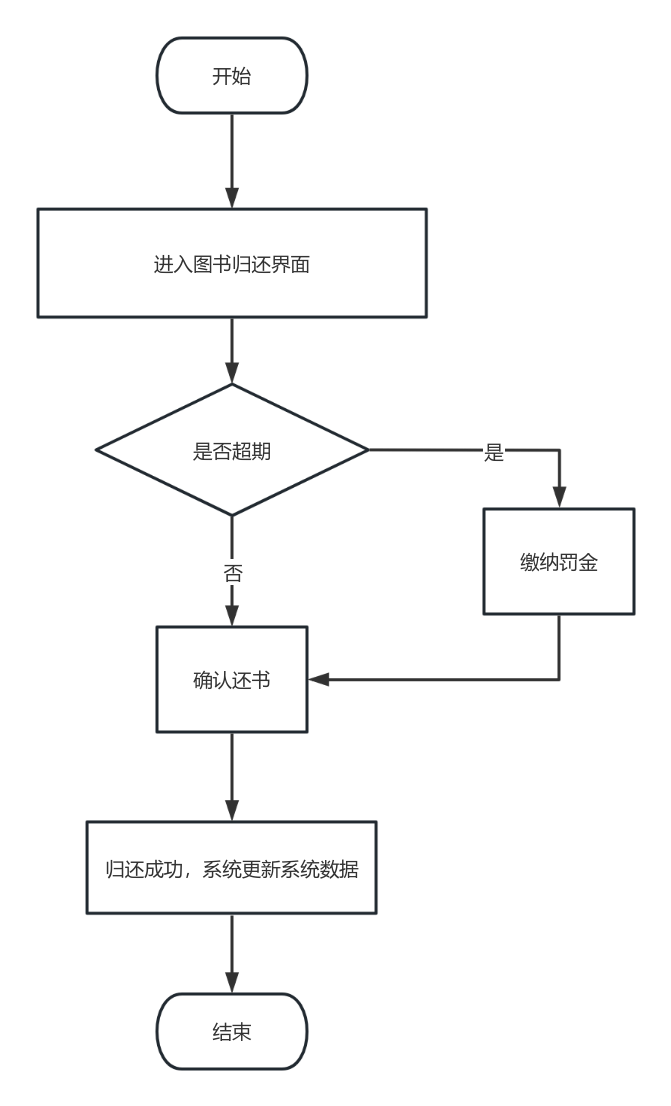 开始
进入图书归还界面
是否超期
是
缴纳罚金
否
确认还书
归还成功，系统更新系统数据
结束